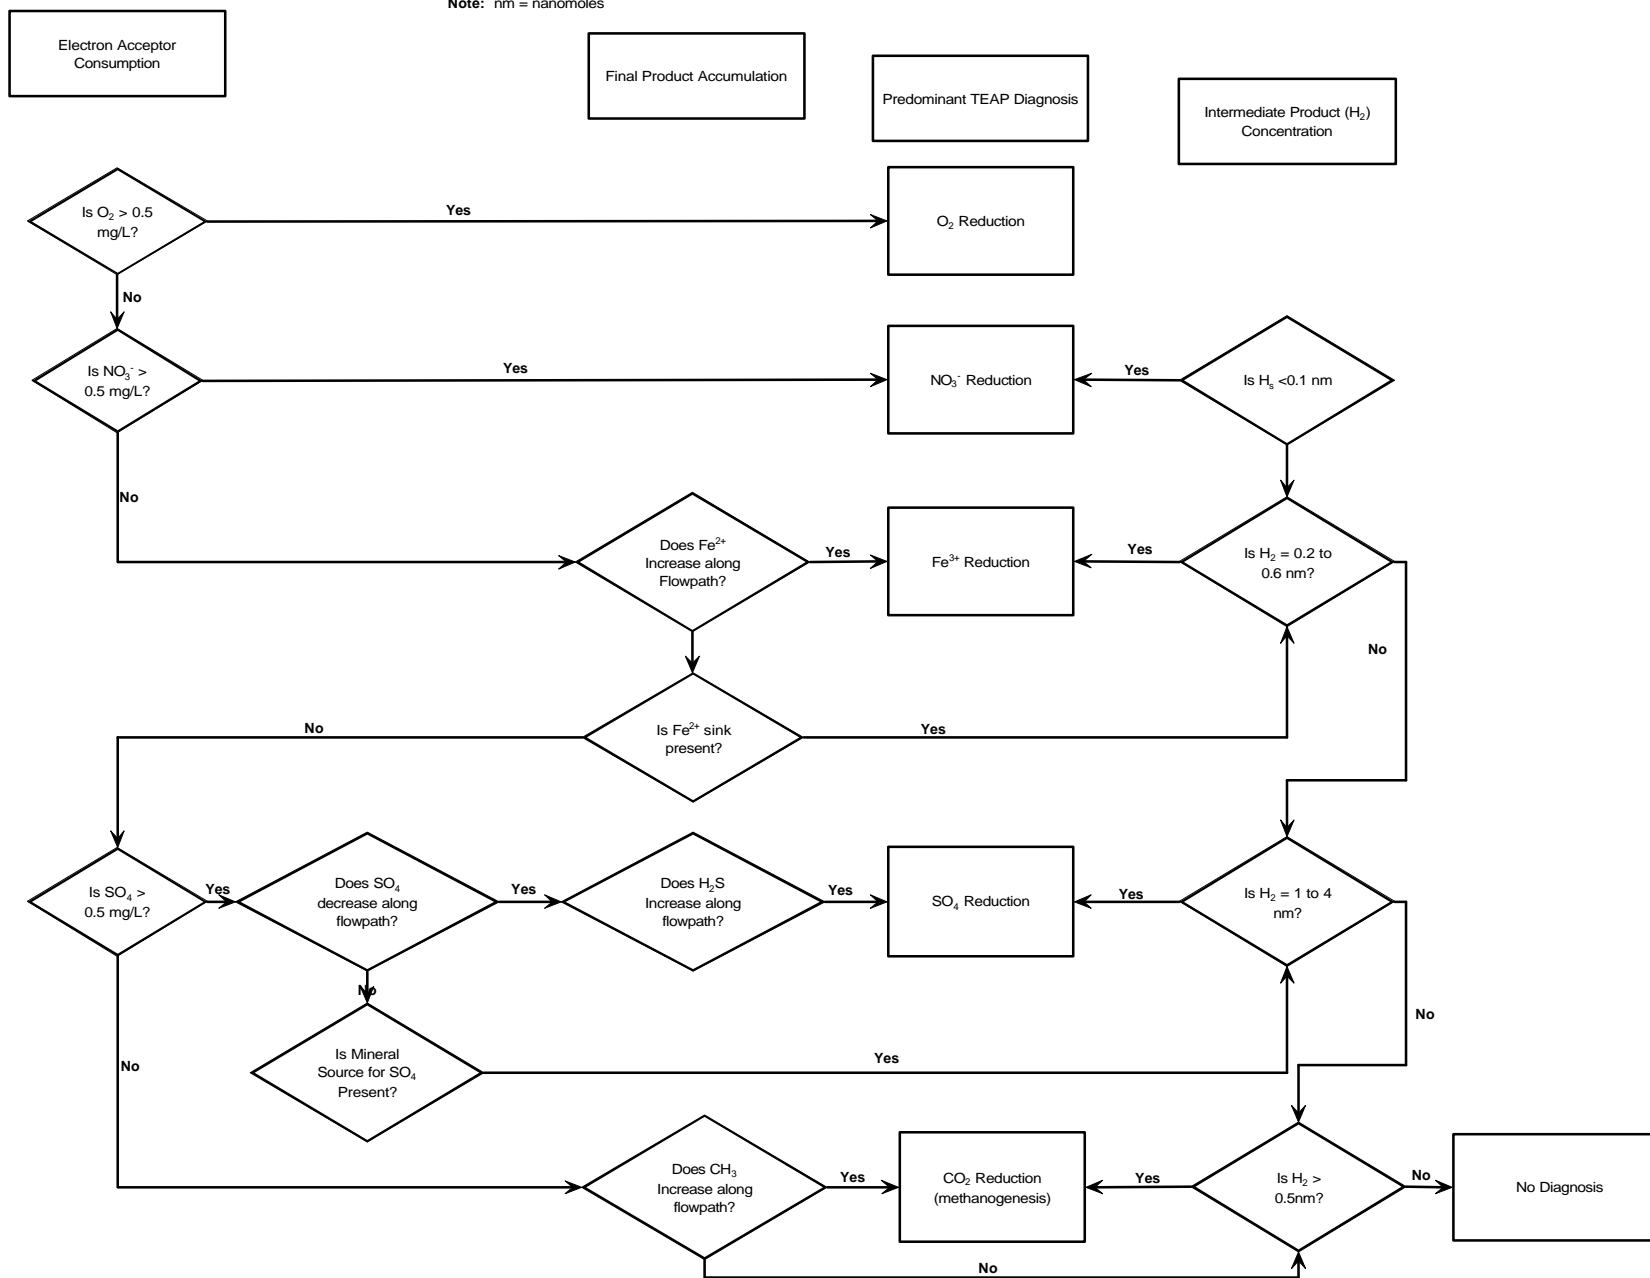 Note: nm = nanomoles
Electron Acceptor
Consumption
Final Product Accumulation
Predominant TEAP Diagnosis
Intermediate Product (H₂)
Concentration
Is O₂ > 0.5
mg/L?
Yes
O₂ Reduction
No
Is NO₃⁻ >
0.5 mg/L?
Yes
NO₃⁻ Reduction
Yes
Is Hₛ <0.1 nm
No
Does Fe²⁺
Increase along
Flowpath?
Yes
Fe³⁺ Reduction
Yes
Is H₂ = 0.2 to
0.6 nm?
No
Is Fe²⁺ sink
present?
No
Yes
Is SO₄ >
0.5 mg/L?
Yes
Does SO₄
decrease along
flowpath?
Yes
Does H₂S
Increase along
flowpath?
Yes
SO₄ Reduction
Yes
Is H₂ = 1 to 4
nm?
No
No
Is Mineral
Source for SO₄
Present?
Yes
No
Does CH₃
Increase along
flowpath?
Yes
CO₂ Reduction
(methanogenesis)
Yes
Is H₂ >
0.5nm?
No
No Diagnosis
No